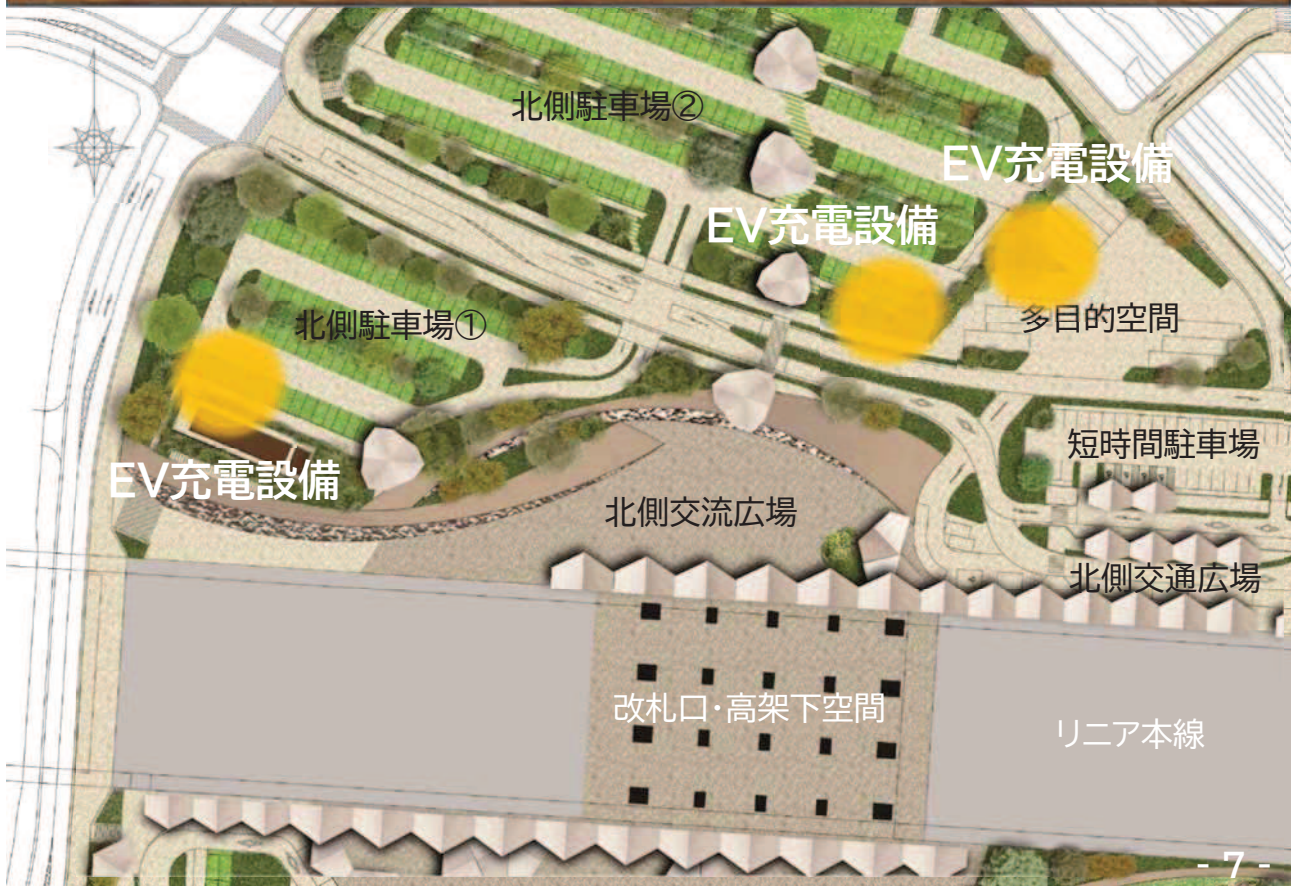 北側駐車場②
EV充電設備
EV充電設備
北側駐車場①
多目的空間
短時間駐車場
EV充電設備
北側交流広場
北側交通広場
改札口・高架下空間
リニア本線
- 7 -